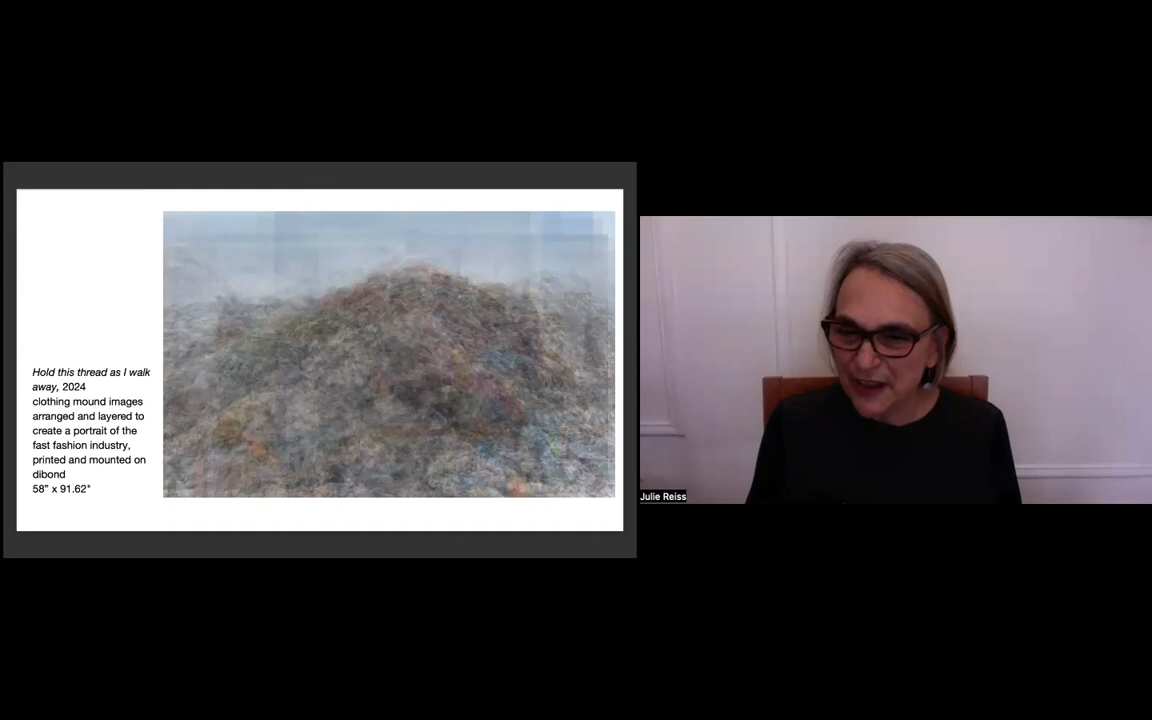 Hold this thread as I walk
away, 2024
clothing mound images
arranged and layered to
create a portrait of the
fast fashion industry,
printed and mounted on
dibond
58" x 91.62"
Julie Reiss